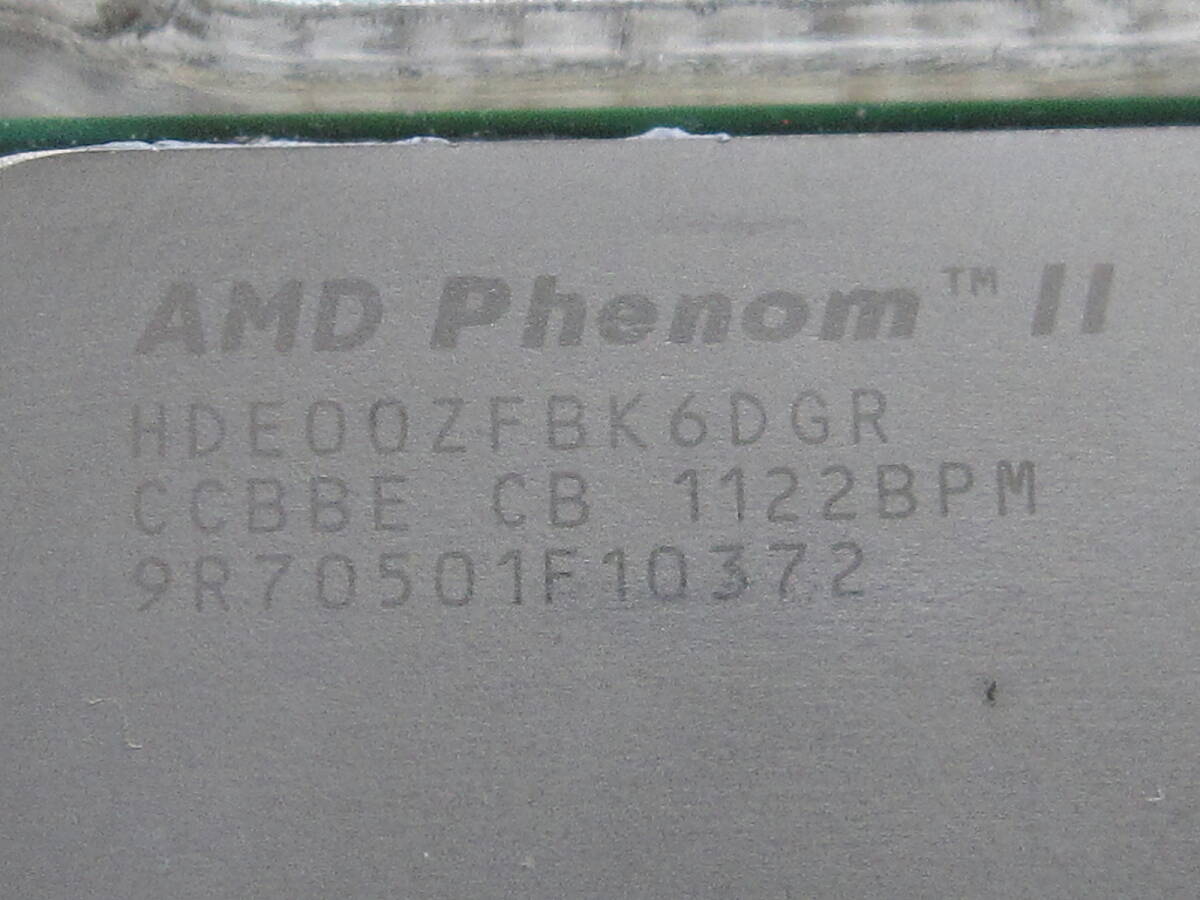 AMD Phenom™ II
HDE00ZFBK6DGR
CCBBE CB 1122BPM
9R70501F10372